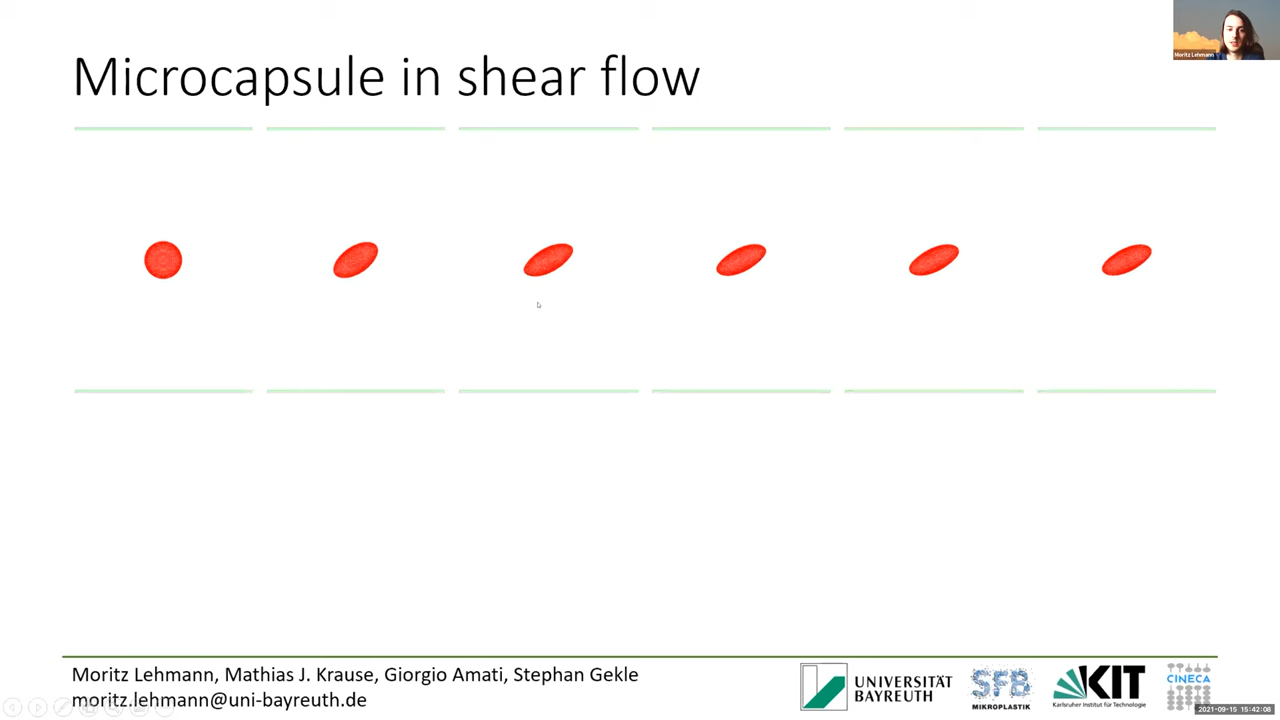 Moritz Lehmann
Microcapsule in shear flow
Moritz Lehmann, Mathias J. Krause, Giorgio Amati, Stephan Gekle
moritz.lehmann@uni-bayreuth.de
UNIVERSITÄT
BAYREUTH
SFB
MIKROPLASTIK
KIT
Karlsruher Institut für Technologie
CINECA
2021-09-15 15:42:08